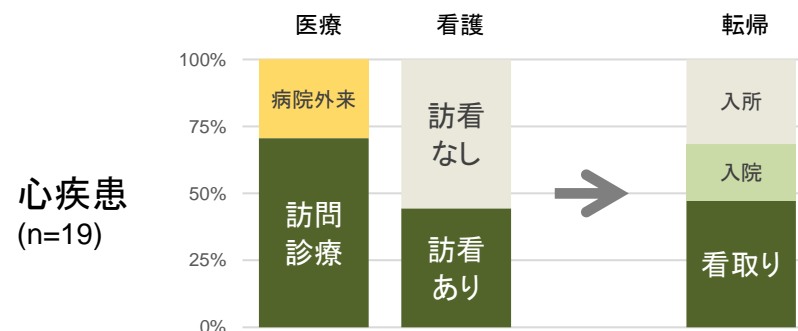 医療
看護
転帰
100%
75%
50%
25%
0%
心疾患
(n=19)
病院外来
訪問
診療
訪看
なし
訪看
あり
入所
入院
看取り